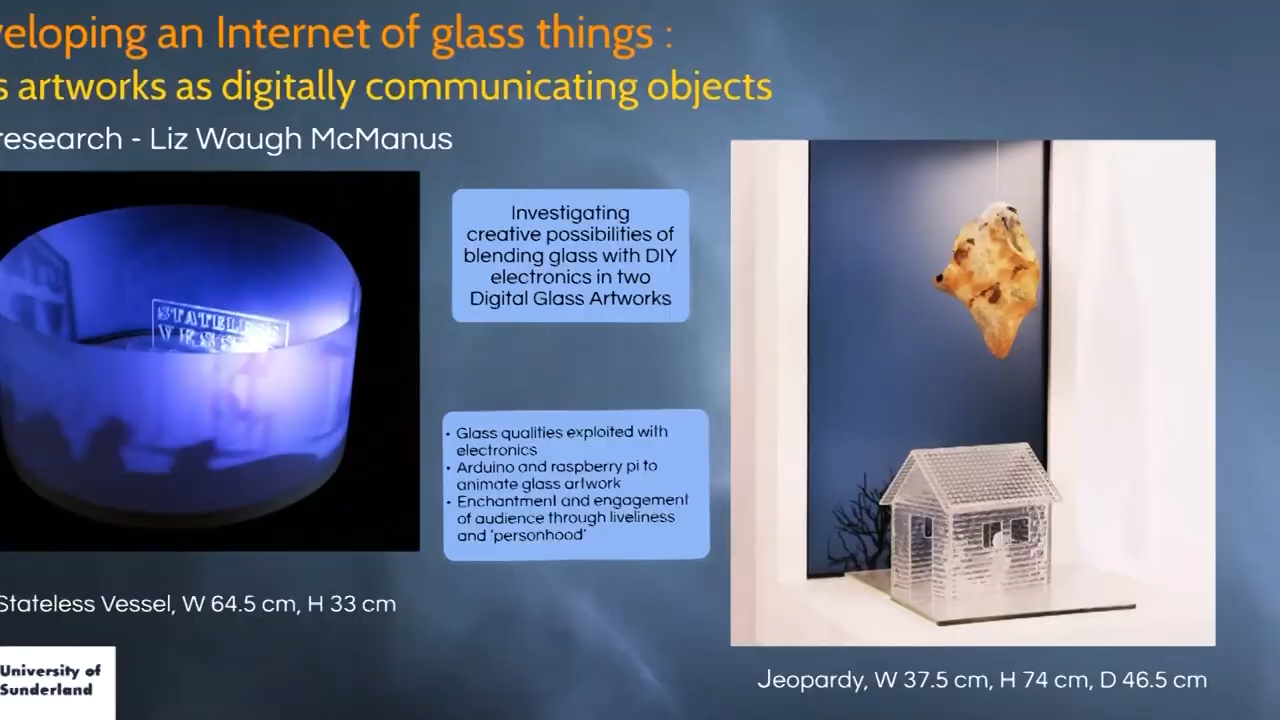 veloping an Internet of glass things :
s artworks as digitally communicating objects
research - Liz Waugh McManus
STATELESS
VESS
Investigating
creative possibilities of
blending glass with DIY
electronics in two
Digital Glass Artworks
• Glass qualities exploited with
electronics
• Arduino and raspberry pi to
animate glass artwork
• Enchantment and engagement
of audience through liveliness
and 'personhood'
Stateless Vessel, W 64.5 cm, H 33 cm
Jeopardy, W 37.5 cm, H 74 cm, D 46.5 cm
University of
Sunderland